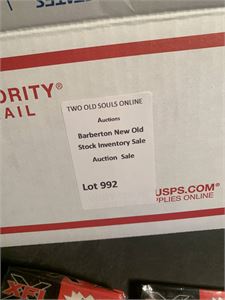 ORITY®
AIL
TWO OLD SOULS ONLINE
Auctions
Barberton New Old
Stock Inventory Sale
Auction Sale
Lot 992
USPS.COM®
PLIES ONLINE